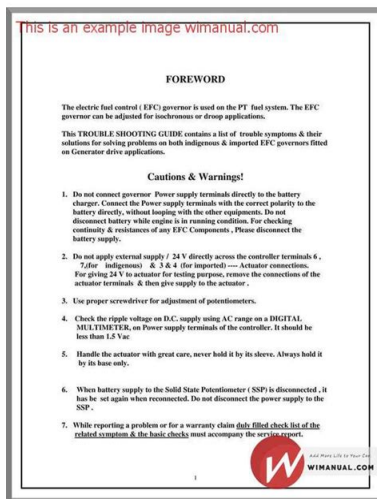 This is an example image wimanual.com
FOREWORD
The electric fuel control ( EFC) governor is used on the PT fuel system. The EFC
governor can be adjusted for isochronous or droop applications.
This TROUBLE SHOOTING GUIDE contains a list of trouble symptoms & their
solutions for solving problems on both indigenous & imported EFC governors fitted
on Generator drive applications.
Cautions & Warnings!
1. Do not connect governor Power supply terminals directly to the battery
charger. Connect the Power supply terminals with the correct polarity to the
battery directly, without looping with the other equipments. Do not
disconnect battery while engine is in running condition. For checking
continuity & resistances of any EFC Components , Please disconnect the
battery supply.
2. Do not apply external supply / 24 V directly across the controller terminals 6 ,
7,(for indigenous) & 3 & 4 (for imported) ---- Actuator connections.
For giving 24 V to actuator for testing purpose, remove the connections of the
actuator terminals & then give supply to the actuator .
3. Use proper screwdriver for adjustment of potentiometers.
4. Check the ripple voltage on D.C. supply using AC range on a DIGITAL
MULTIMETER, on Power supply terminals of the controller. It should be
less than 1.5 Vac
5. Handle the actuator with great care, never hold it by its sleeve. Always hold it
by its base only.
6. When battery supply to the Solid State Potentiometer ( SSP) is disconnected , it
has be set again when reconnected. Do not disconnect the power supply to the
SSP .
7. While reporting a problem or for a warranty claim duly filled check list of the
related symptom & the basic checks must accompany the service report.
1
Add More Life to Your Car
WIMANUAL.COM